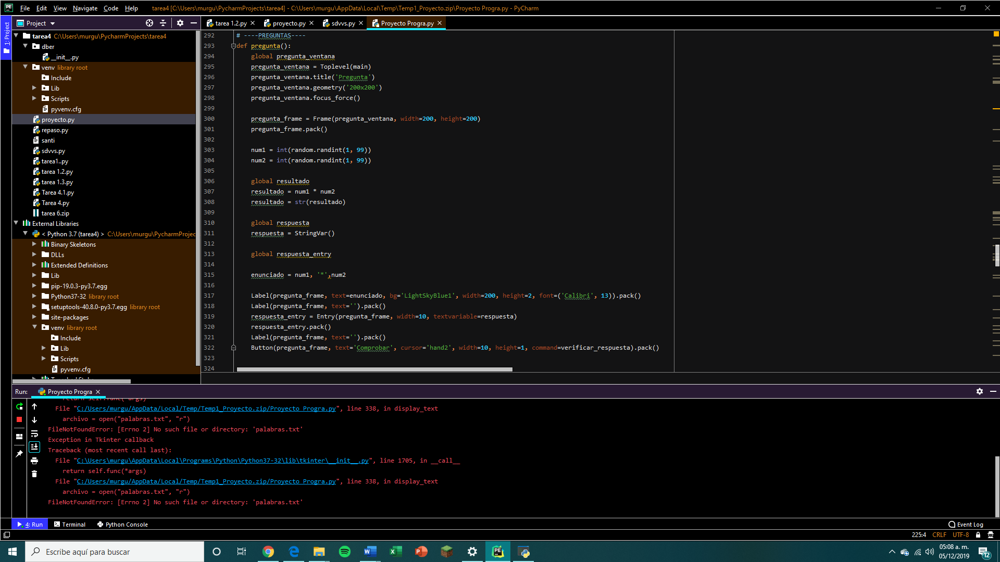 PE File Edit View Navigate Code Help tarea4 [C:\Users\murgu\PycharmProjects\tarea4] - C:\Users\murgu\AppData\Local\Temp\Temp1_Proyecto.zip\Proyecto Progra.py - PyCharm
1: Project
Project
tarea 1.2.py proyecto.py sdvvs.py Proyecto Progra.py
tarea4 C:\Users\murgu\PycharmProjects\tarea4
dber
__init__.py
venv library root
Include
Lib
Scripts
pyvenv.cfg
proyecto.py
repaso.py
santi
sdvvs.py
tarea1..py
tarea 1.2.py
tarea 1.3.py
Tarea 4.1.py
Tarea 4.py
tarea 6.zip
External Libraries
< Python 3.7 (tarea4) > C:\Users\murgu\PycharmProjec
Binary Skeletons
DLLs
Extended Definitions
Lib
pip-19.0.3-py3.7.egg
Python37-32 library root
setuptools-40.8.0-py3.7.egg library root
site-packages
venv library root
Include
Lib
Scripts
pyvenv.cfg
292 # ----PREGUNTAS----
293 def pregunta():
294 global pregunta_ventana
295 pregunta_ventana = Toplevel(main)
296 pregunta_ventana.title('Pregunta')
297 pregunta_ventana.geometry('200x200')
298 pregunta_ventana.focus_force()
299
300 pregunta_frame = Frame(pregunta_ventana, width=200, height=200)
301 pregunta_frame.pack()
302
303 num1 = int(random.randint(1, 99))
304 num2 = int(random.randint(1, 99))
305
306 global resultado
307 resultado = num1 * num2
308 resultado = str(resultado)
309
310 global respuesta
311 respuesta = StringVar()
312
313 global respuesta_entry
314
315 enunciado = num1, '*',num2
316
317 Label(pregunta_frame, text=enunciado, bg='LightSkyBlue1', width=200, height=2, font=('Calibri', 13)).pack()
318 Label(pregunta_frame, text='').pack()
319 respuesta_entry = Entry(pregunta_frame, width=10, textvariable=respuesta)
320 respuesta_entry.pack()
321 Label(pregunta_frame, text='').pack()
322 Button(pregunta_frame, text='Comprobar', cursor='hand2', width=10, height=1, command=verificar_respuesta).pack()
323
324
Run: Proyecto Progra
return self.func(*args)
File "C:/Users/murgu/AppData/Local/Temp/Temp1_Proyecto.zip/Proyecto Progra.py", line 338, in display_text
archivo = open("palabras.txt", "r")
FileNotFoundError: [Errno 2] No such file or directory: 'palabras.txt'
Exception in Tkinter callback
Traceback (most recent call last):
File "C:\Users\murgu\AppData\Local\Programs\Python\Python37-32\lib\tkinter\__init__.py", line 1705, in __call__
return self.func(*args)
File "C:/Users/murgu/AppData/Local/Temp/Temp1_Proyecto.zip/Proyecto Progra.py", line 338, in display_text
archivo = open("palabras.txt", "r")
FileNotFoundError: [Errno 2] No such file or directory: 'palabras.txt'
4: Run Terminal Python Console Event Log
225:4 CRLF UTF-8
Escribe aquí para buscar
05:08 a. m.
05/12/2019
12